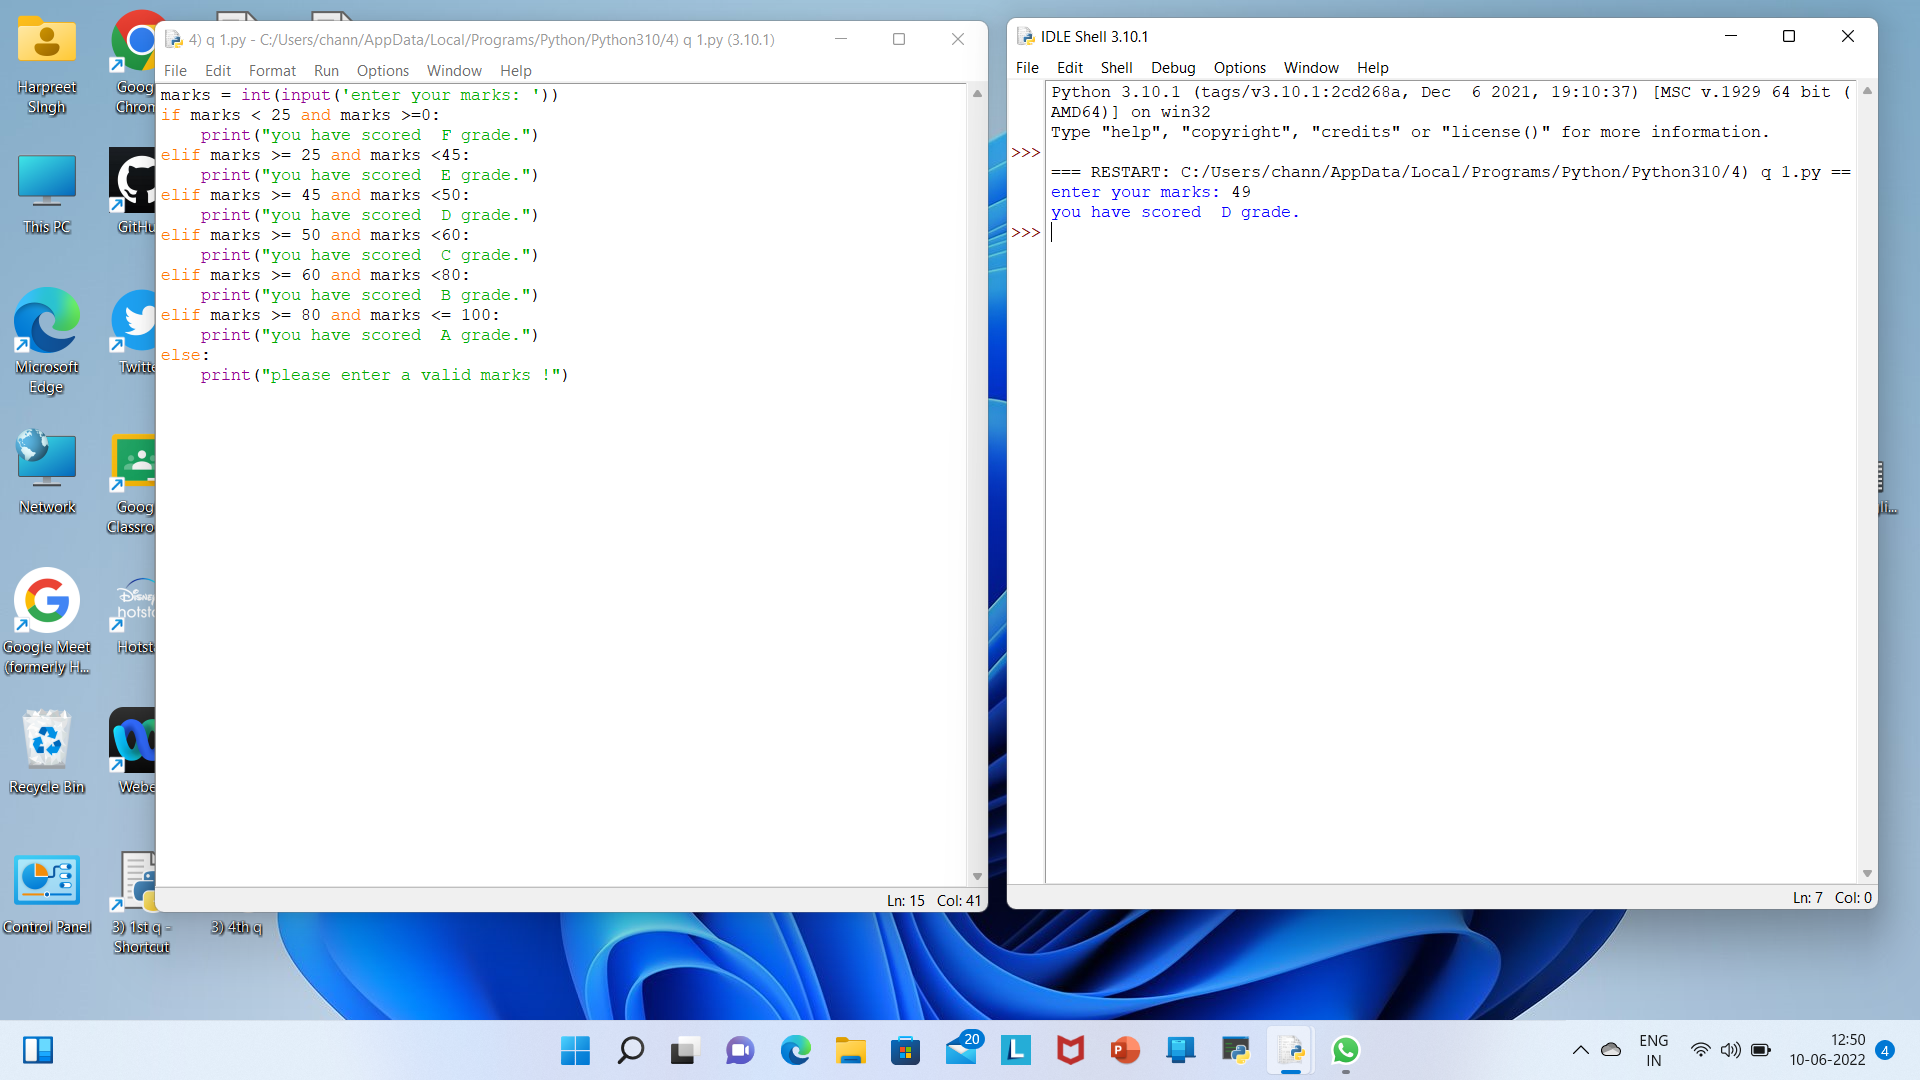 Harpreet
SIngh
This PC
Microsoft
Edge
Network
Google Meet
(formerly H...
Recycle Bin
Control Panel
Goog
Chron
GitHu
Twitte
Goog
Classro
Disney
hotsta
Hotst
Webe
3) 1st q -
Shortcut
3) 4th q
4) q 1.py - C:/Users/chann/AppData/Local/Programs/Python/Python310/4) q 1.py (3.10.1)
File Edit Format Run Options Window Help
marks = int(input('enter your marks: '))
if marks < 25 and marks >=0:
    print("you have scored  F grade.")
elif marks >= 25 and marks <45:
    print("you have scored  E grade.")
elif marks >= 45 and marks <50:
    print("you have scored  D grade.")
elif marks >= 50 and marks <60:
    print("you have scored  C grade.")
elif marks >= 60 and marks <80:
    print("you have scored  B grade.")
elif marks >= 80 and marks <= 100:
    print("you have scored  A grade.")
else:
    print("please enter a valid marks !")
Ln: 15 Col: 41
IDLE Shell 3.10.1
File Edit Shell Debug Options Window Help
Python 3.10.1 (tags/v3.10.1:2cd268a, Dec  6 2021, 19:10:37) [MSC v.1929 64 bit (
AMD64)] on win32
Type "help", "copyright", "credits" or "license()" for more information.
>>>
=== RESTART: C:/Users/chann/AppData/Local/Programs/Python/Python310/4) q 1.py ==
enter your marks: 49
you have scored  D grade.
>>>
Ln: 7 Col: 0
20
L
P
ENG
IN
12:50
10-06-2022
4